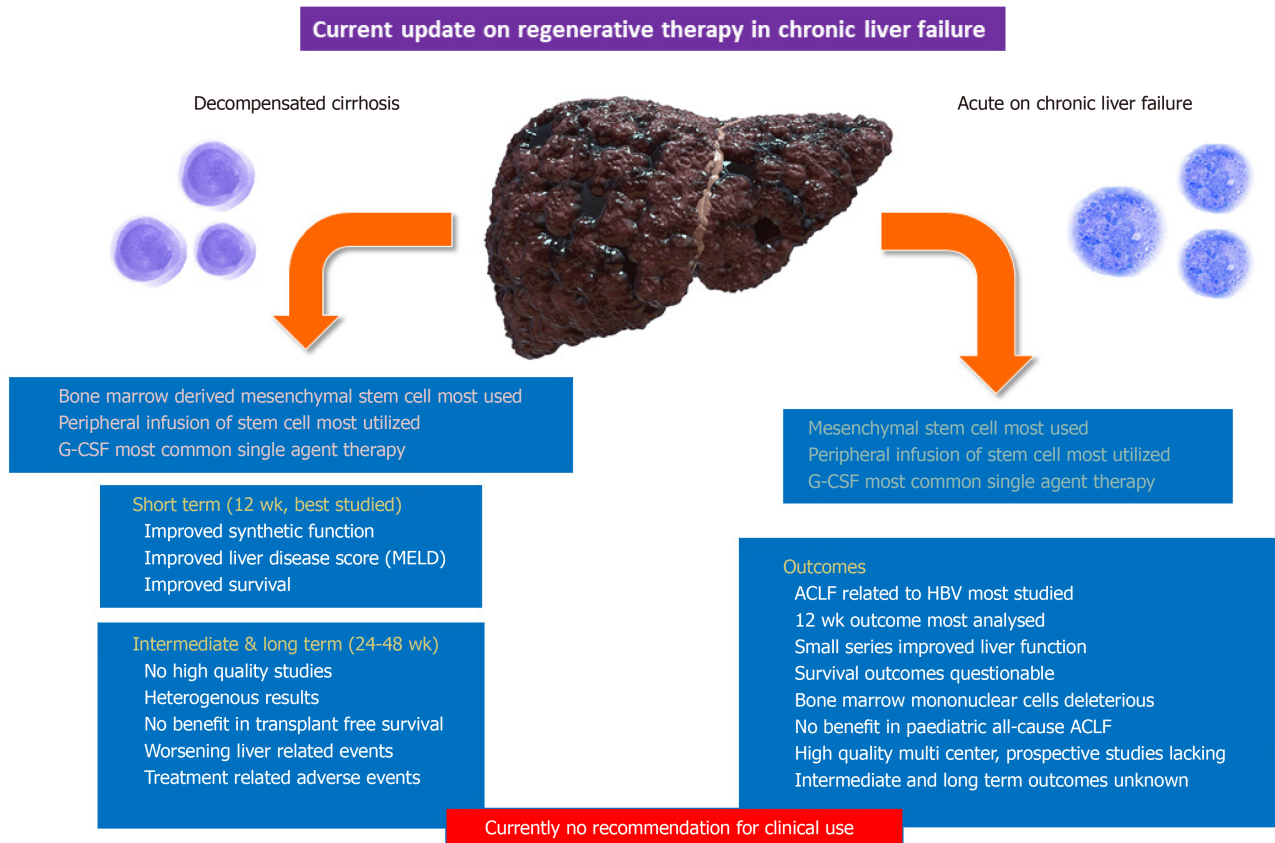 Current update on regenerative therapy in chronic liver failure
Decompensated cirrhosis
Acute on chronic liver failure
Bone marrow derived mesenchymal stem cell most used
Peripheral infusion of stem cell most utilized
G-CSF most common single agent therapy
Short term (12 wk, best studied)
Improved synthetic function
Improved liver disease score (MELD)
Improved survival
Intermediate & long term (24-48 wk)
No high quality studies
Heterogenous results
No benefit in transplant free survival
Worsening liver related events
Treatment related adverse events
Mesenchymal stem cell most used
Peripheral infusion of stem cell most utilized
G-CSF most common single agent therapy
Outcomes
ACLF related to HBV most studied
12 wk outcome most analysed
Small series improved liver function
Survival outcomes questionable
Bone marrow mononuclear cells deleterious
No benefit in paediatric all-cause ACLF
High quality multi center, prospective studies lacking
Intermediate and long term outcomes unknown
Currently no recommendation for clinical use